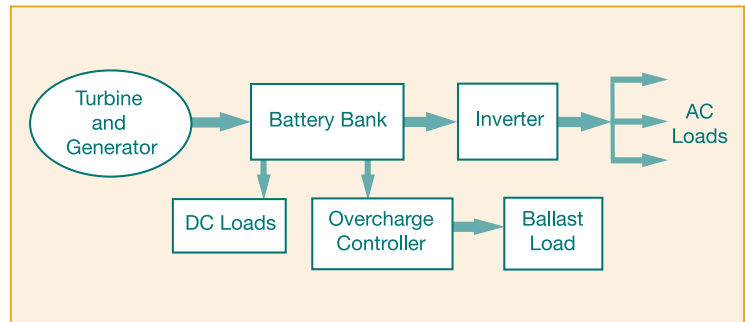 Turbine
and
Generator
Battery Bank
Inverter
AC
Loads
DC Loads
Overcharge
Controller
Ballast
Load